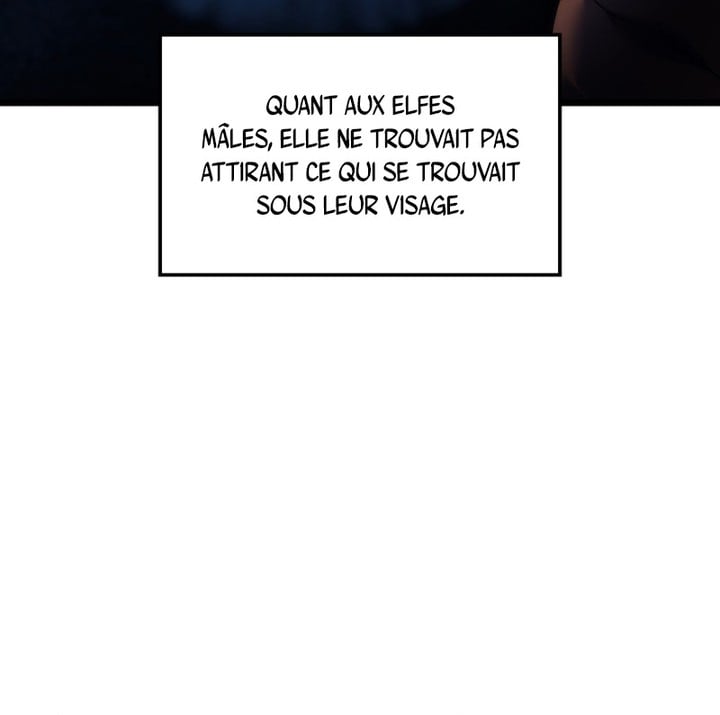 QUANT AUX ELFES
MÂLES, ELLE NE TROUVAIT PAS
ATTIRANT CE QUI SE TROUVAIT
SOUS LEUR VISAGE.